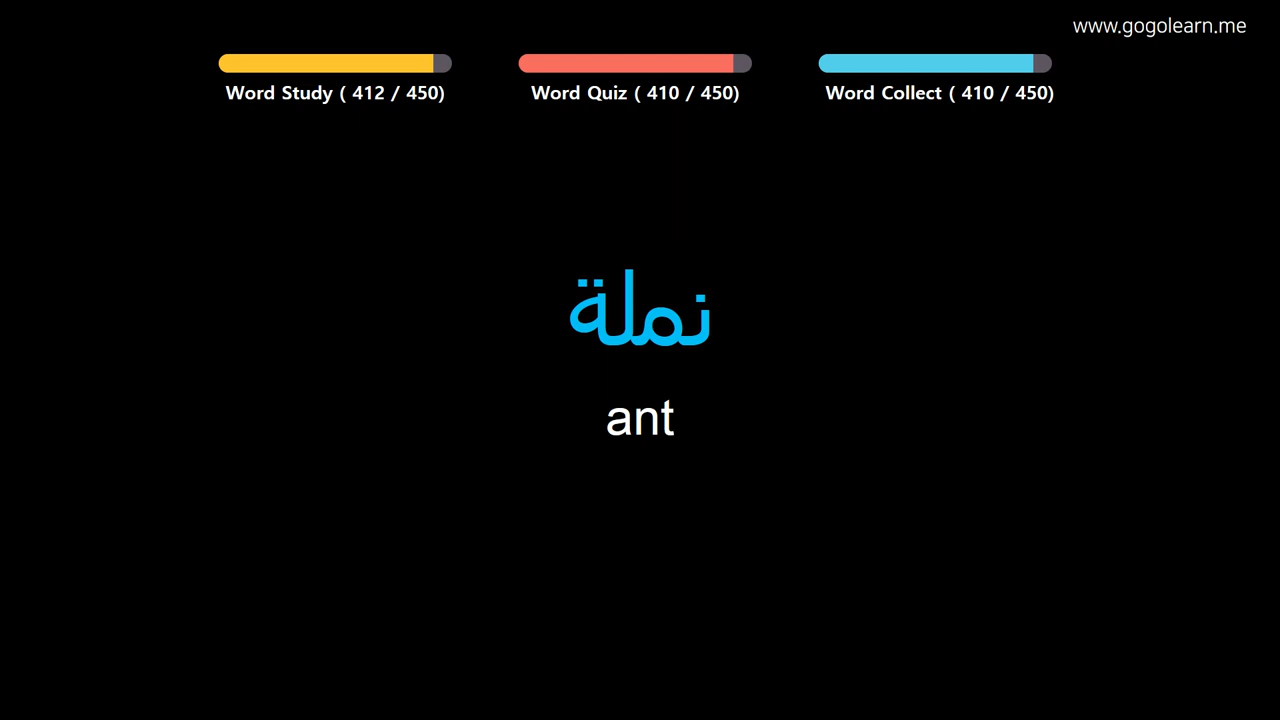 www.gogolearn.me
Word Study ( 412 / 450)
Word Quiz ( 410 / 450)
Word Collect ( 410 / 450)
نملة
ant